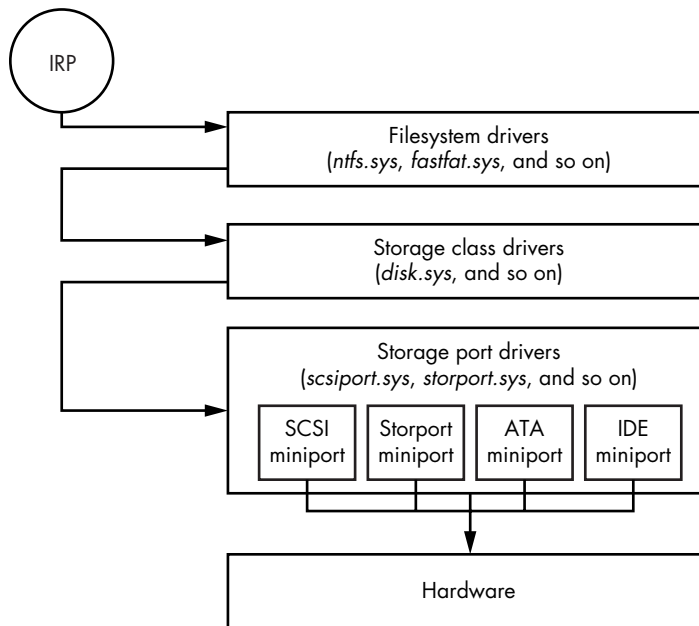 IRP
Filesystem drivers
(ntfs.sys, fastfat.sys, and so on)
Storage class drivers
(disk.sys, and so on)
Storage port drivers
(scsiport.sys, storport.sys, and so on)
SCSI
miniport
Storport
miniport
ATA
miniport
IDE
miniport
Hardware